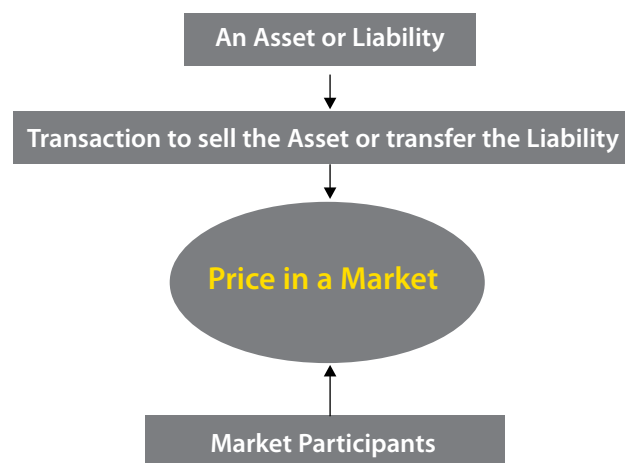 An Asset or Liability
Transaction to sell the Asset or transfer the Liability
Price in a Market
Market Participants